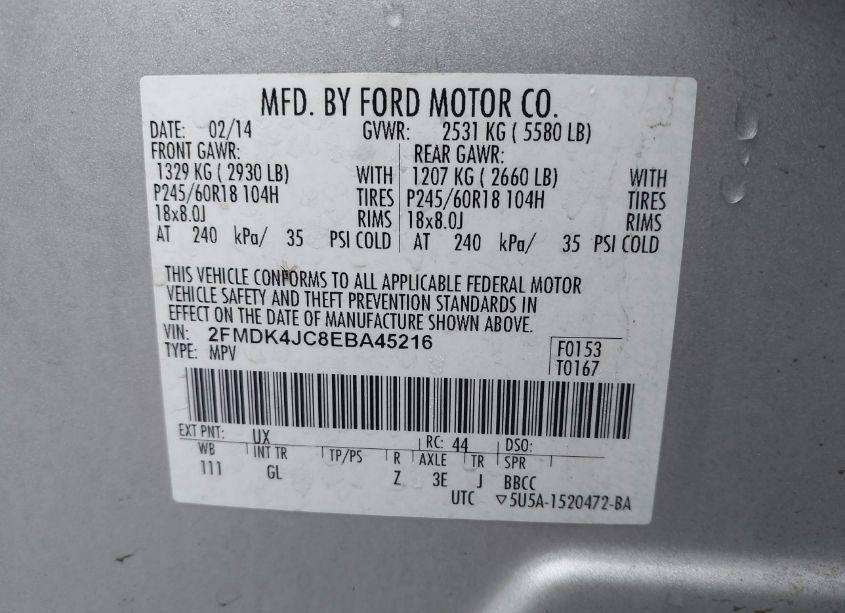 MFD. BY FORD MOTOR CO.
DATE: 02/14 GVWR: 2531 KG ( 5580 LB)
FRONT GAWR: REAR GAWR:
1329 KG ( 2930 LB) WITH 1207 KG ( 2660 LB) WITH
P245/60R18 104H TIRES P245/60R18 104H TIRES
18x8.0J RIMS 18x8.0J RIMS
AT 240 kPa/ 35 PSI COLD AT 240 kPa/ 35 PSI COLD
THIS VEHICLE CONFORMS TO ALL APPLICABLE FEDERAL MOTOR
VEHICLE SAFETY AND THEFT PREVENTION STANDARDS IN
EFFECT ON THE DATE OF MANUFACTURE SHOWN ABOVE.
VIN: 2FMDK4JC8EBA45216
TYPE: MPV F0153
T0167
EXT PNT: UX RC: 44 DSO:
WB INT TR TP/PS R AXLE TR SPR
111 GL Z 3E J BBCC
UTC ▽5U5A-1520472-BA